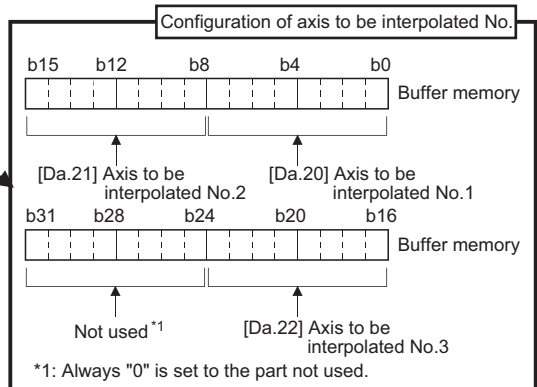 Configuration of axis to be interpolated No.
b15 b12 b8 b4 b0
Buffer memory
[Da.21] Axis to be interpolated No.2
[Da.20] Axis to be interpolated No.1
b31 b28 b24 b20 b16
Buffer memory
Not used *1
[Da.22] Axis to be interpolated No.3
*1: Always "0" is set to the part not used.